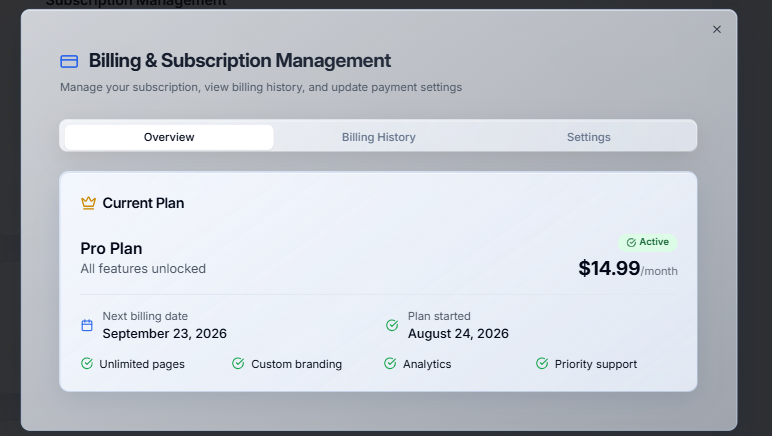 Subscription Management
Billing & Subscription Management
Manage your subscription, view billing history, and update payment settings
Overview
Billing History
Settings
Current Plan
Pro Plan
All features unlocked
Active
$14.99/month
Next billing date
September 23, 2026
Plan started
August 24, 2026
Unlimited pages
Custom branding
Analytics
Priority support